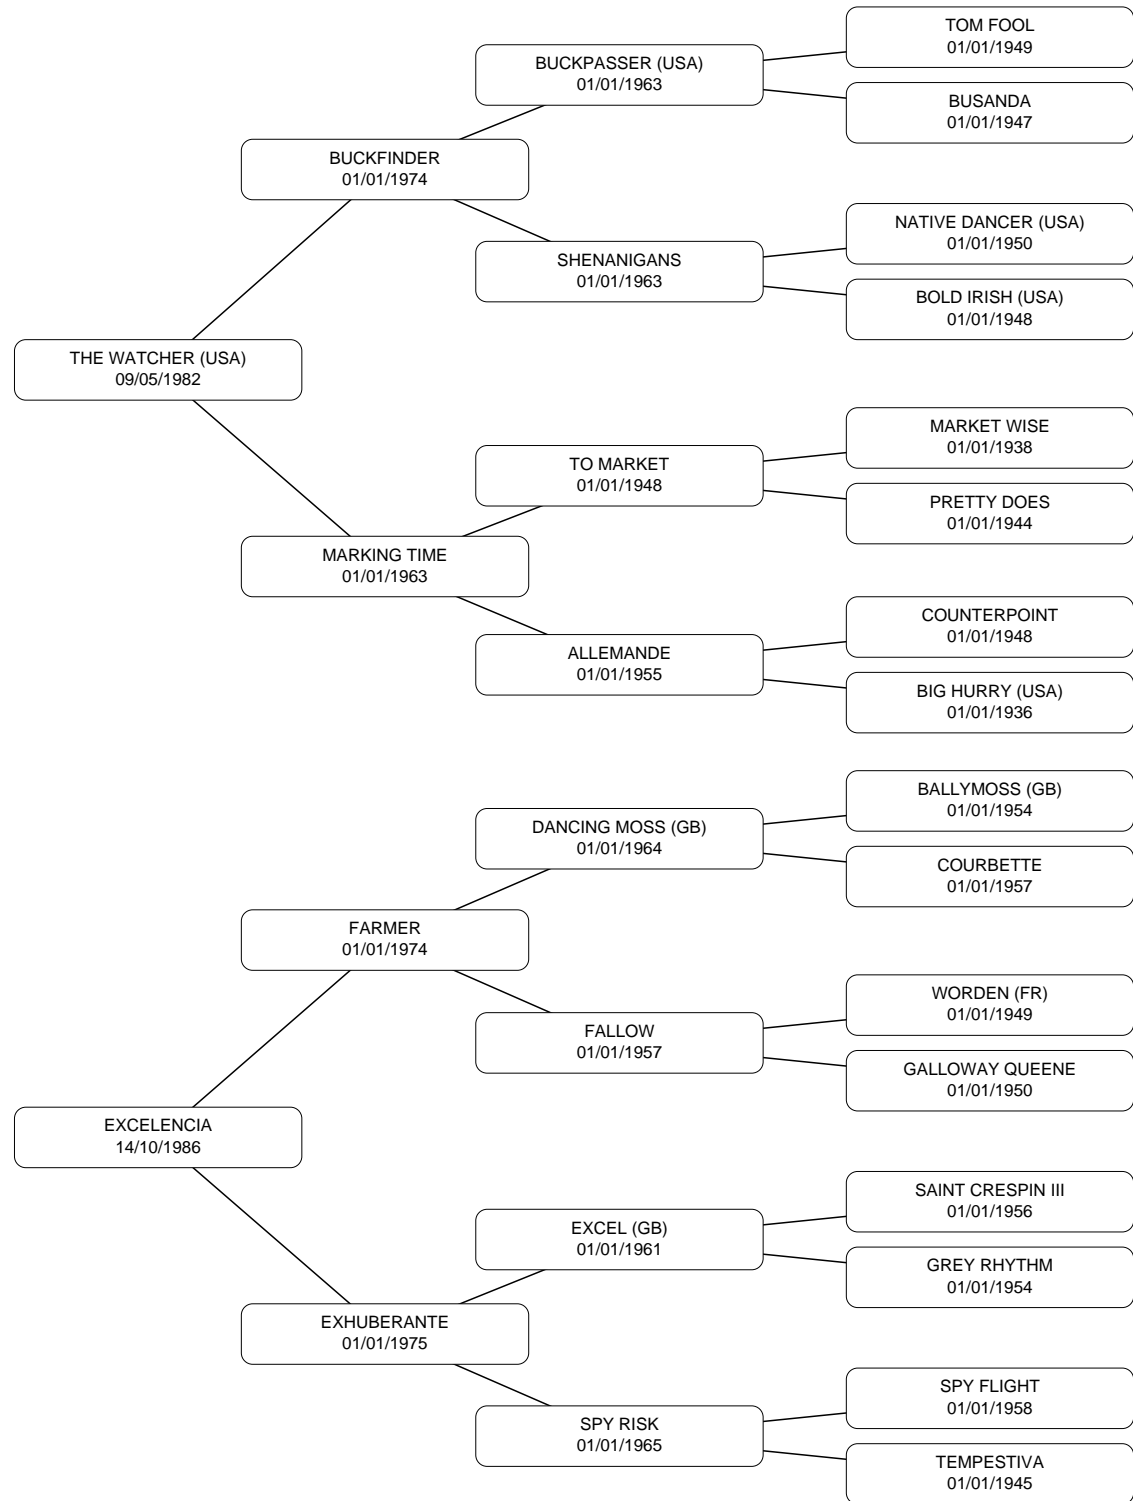 TOM FOOL
01/01/1949
BUCKPASSER (USA)
01/01/1963
BUSANDA
01/01/1947
BUCKFINDER
01/01/1974
NATIVE DANCER (USA)
01/01/1950
SHENANIGANS
01/01/1963
BOLD IRISH (USA)
01/01/1948
THE WATCHER (USA)
09/05/1982
MARKET WISE
01/01/1938
TO MARKET
01/01/1948
PRETTY DOES
01/01/1944
MARKING TIME
01/01/1963
COUNTERPOINT
01/01/1948
ALLEMANDE
01/01/1955
BIG HURRY (USA)
01/01/1936
BALLYMOSS (GB)
01/01/1954
DANCING MOSS (GB)
01/01/1964
COURBETTE
01/01/1957
FARMER
01/01/1974
WORDEN (FR)
01/01/1949
FALLOW
01/01/1957
GALLOWAY QUEENE
01/01/1950
EXCELENCIA
14/10/1986
SAINT CRESPIN III
01/01/1956
EXCEL (GB)
01/01/1961
GREY RHYTHM
01/01/1954
EXHUBERANTE
01/01/1975
SPY FLIGHT
01/01/1958
SPY RISK
01/01/1965
TEMPESTIVA
01/01/1945